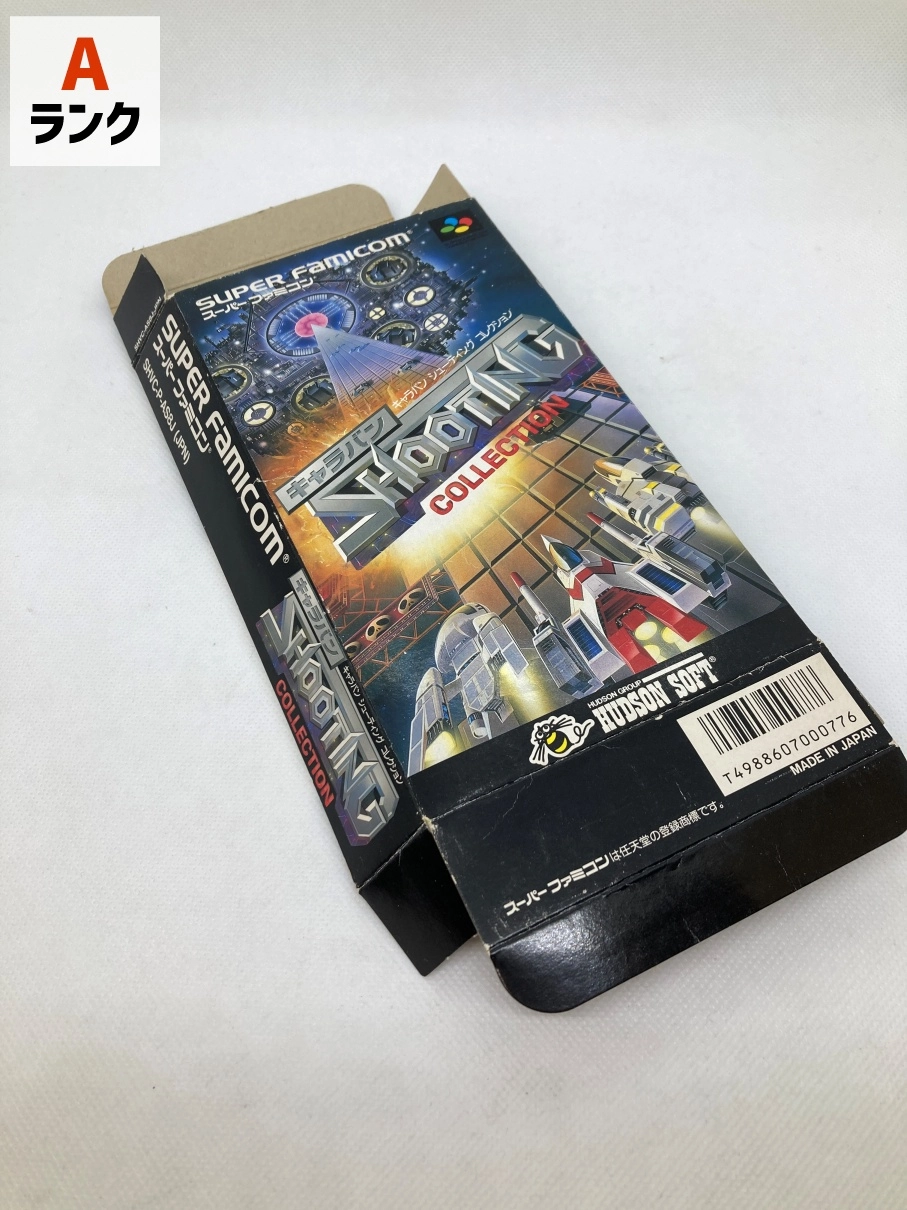 A
ランク
SUPER FAMICOM
スーパーファミコン
キャラバン シューティング コレクション
キャラバン
SHOOTING
COLLECTION
HUDSON GROUP
HUDSON SOFT®
T4988607000776
MADE IN JAPAN
スーパーファミコンは任天堂の登録商標です。
SUPER FAMICOM®
スーパーファミコン
SHVC-P-AS8J (JPN)
キャラバン
SHOOTING
COLLECTION
キャラバン シューティング コレクション